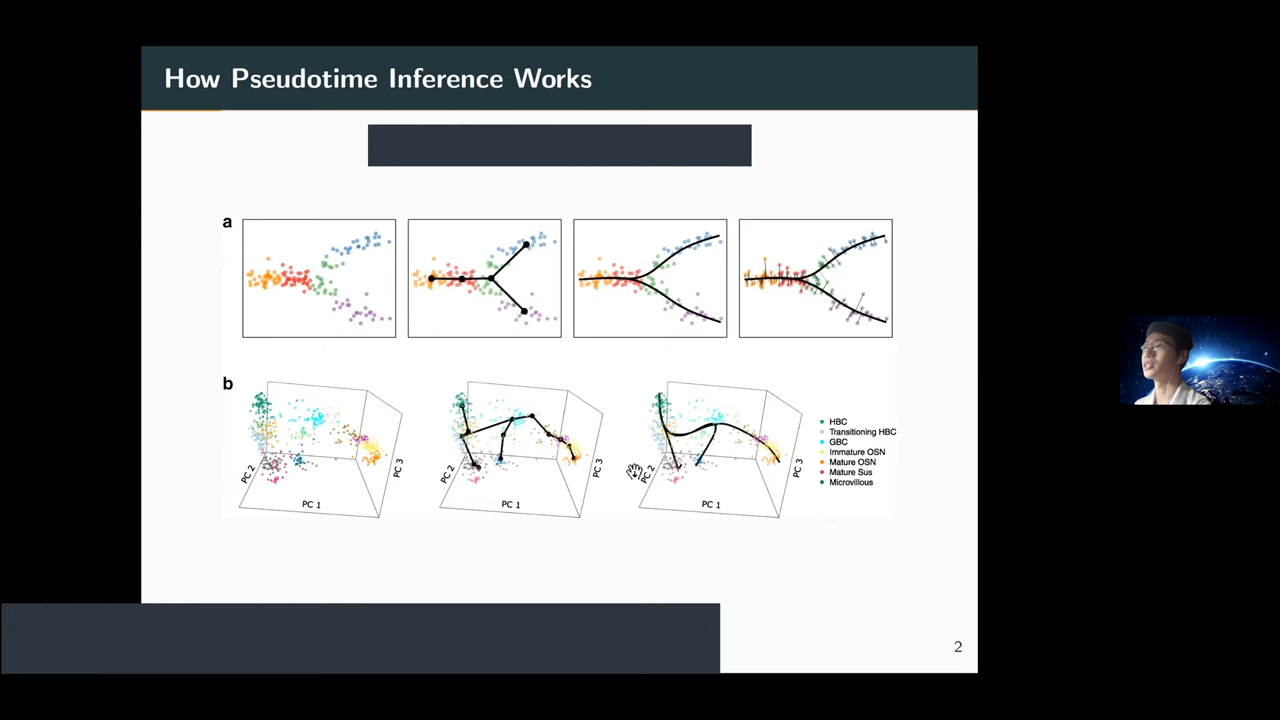 How Pseudotime Inference Works
a
b
PC 2
PC 1
PC 3
PC 2
PC 1
PC 3
PC 2
PC 1
PC 3
HBC
Transitioning HBC
GBC
Immature OSN
Mature OSN
Mature Sus
Microvillous
2